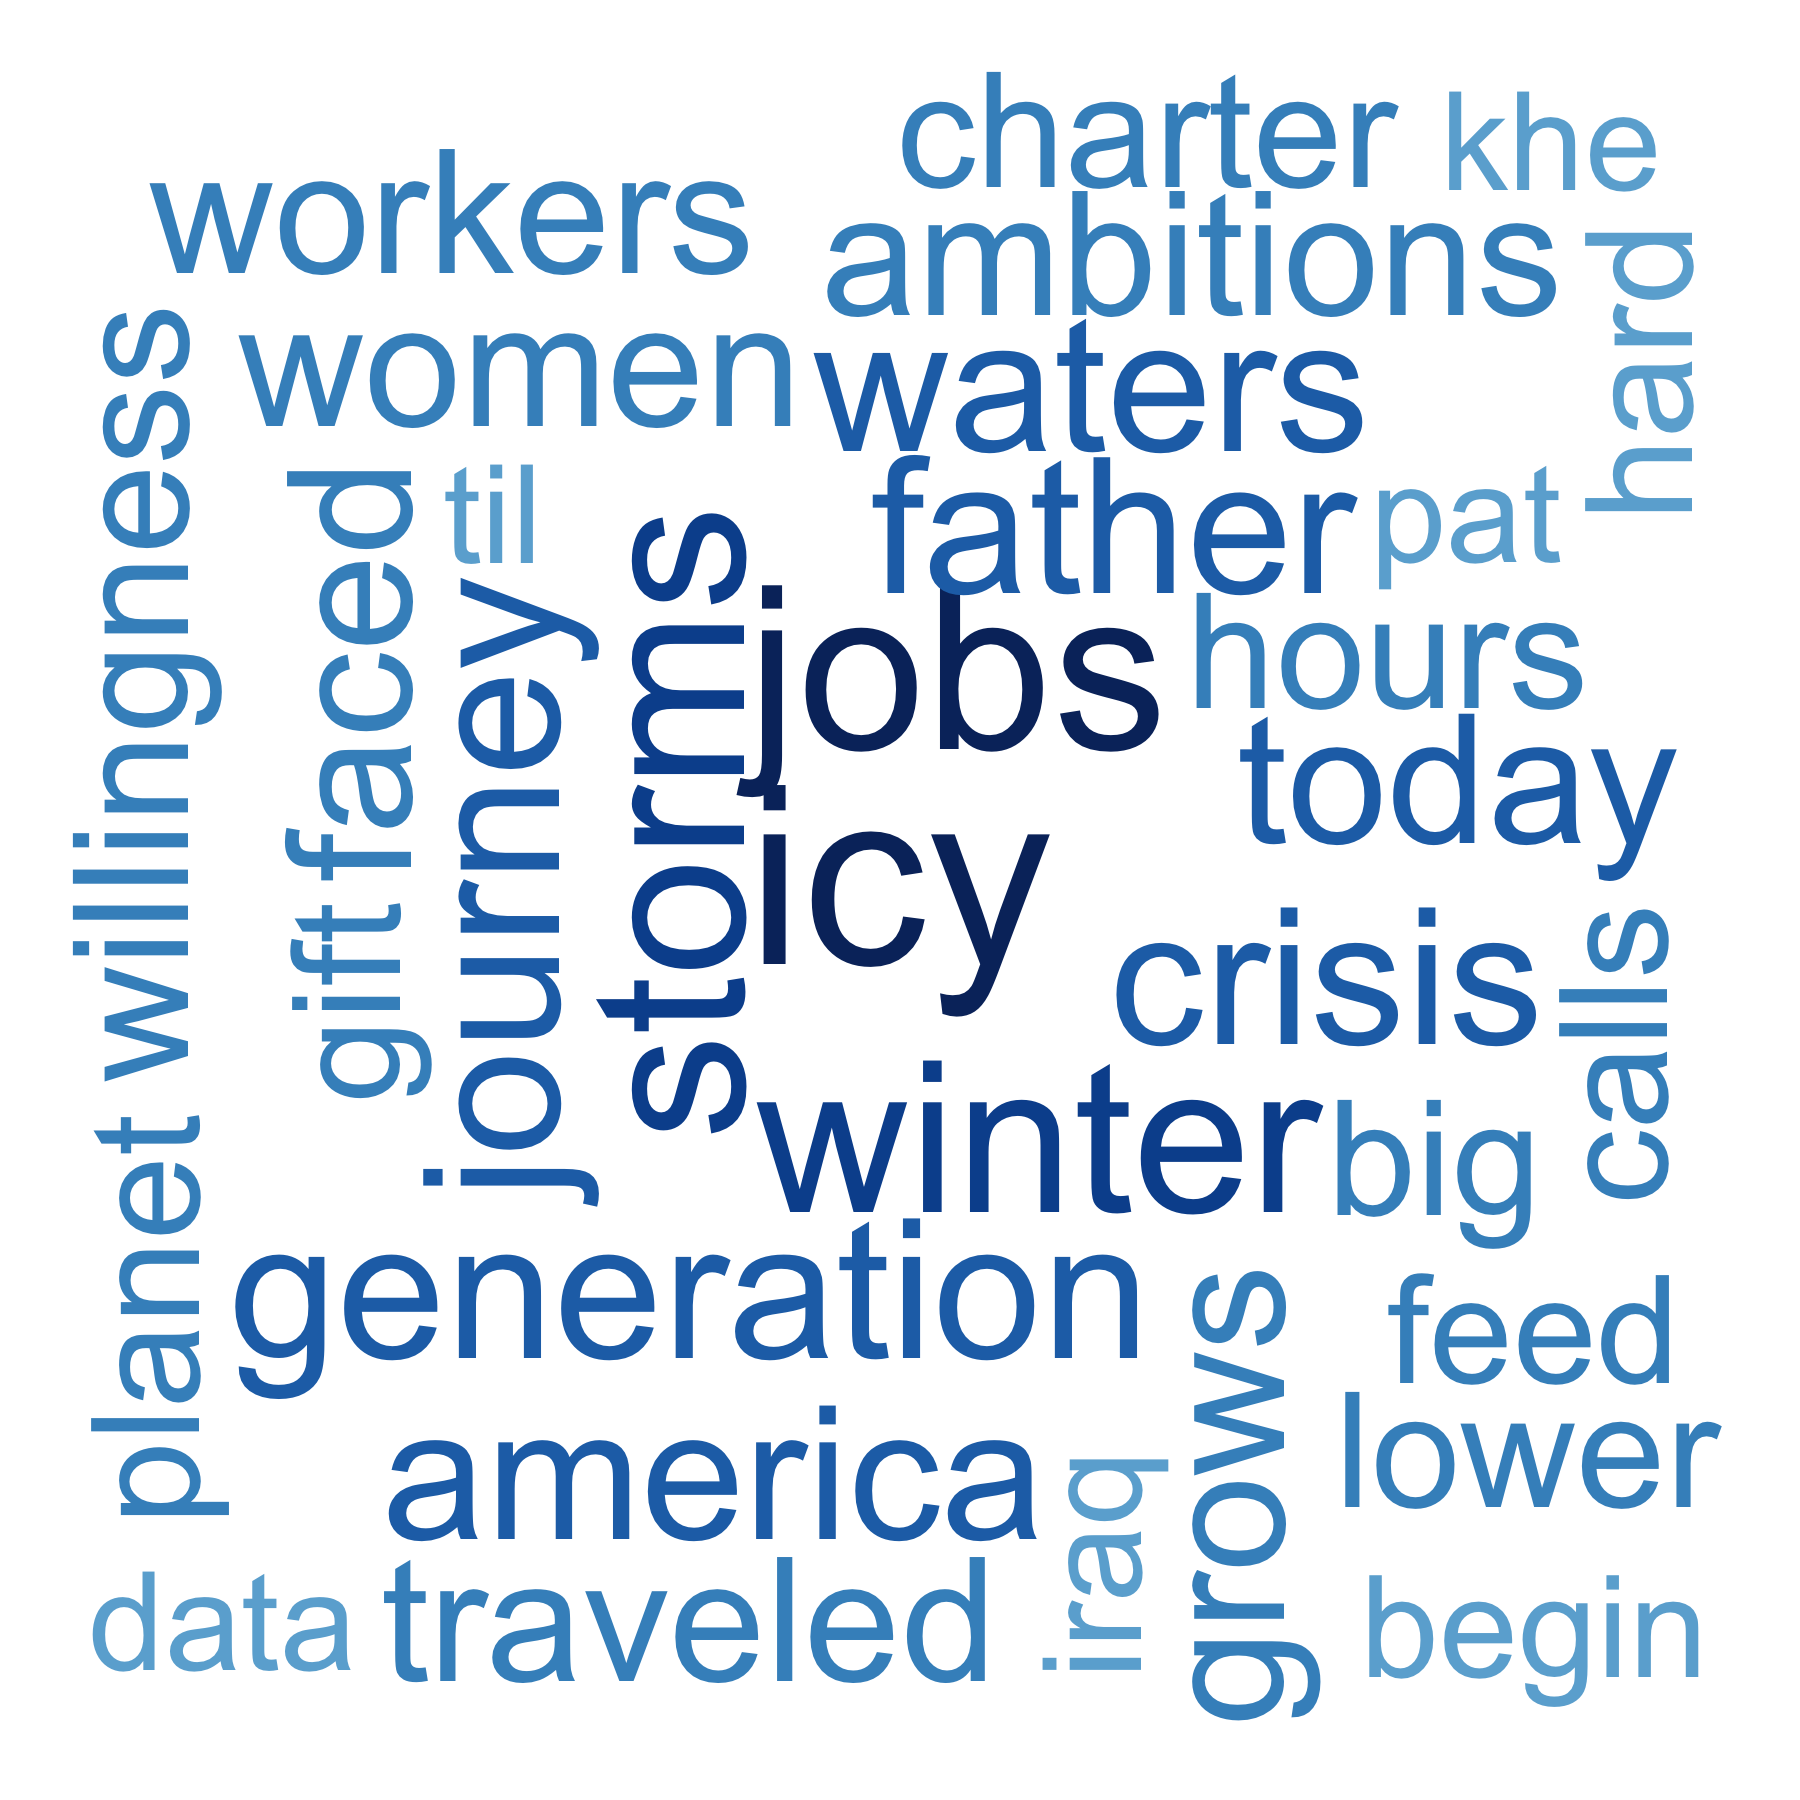 charter
khe
workers
ambitions
hard
women
waters
willingness
faced
til
father
pat
storms
journey
jobs
hours
today
icy
gift
crisis
calls
winter
big
planet
generation
feed
grows
lower
america
iraq
data
traveled
begin